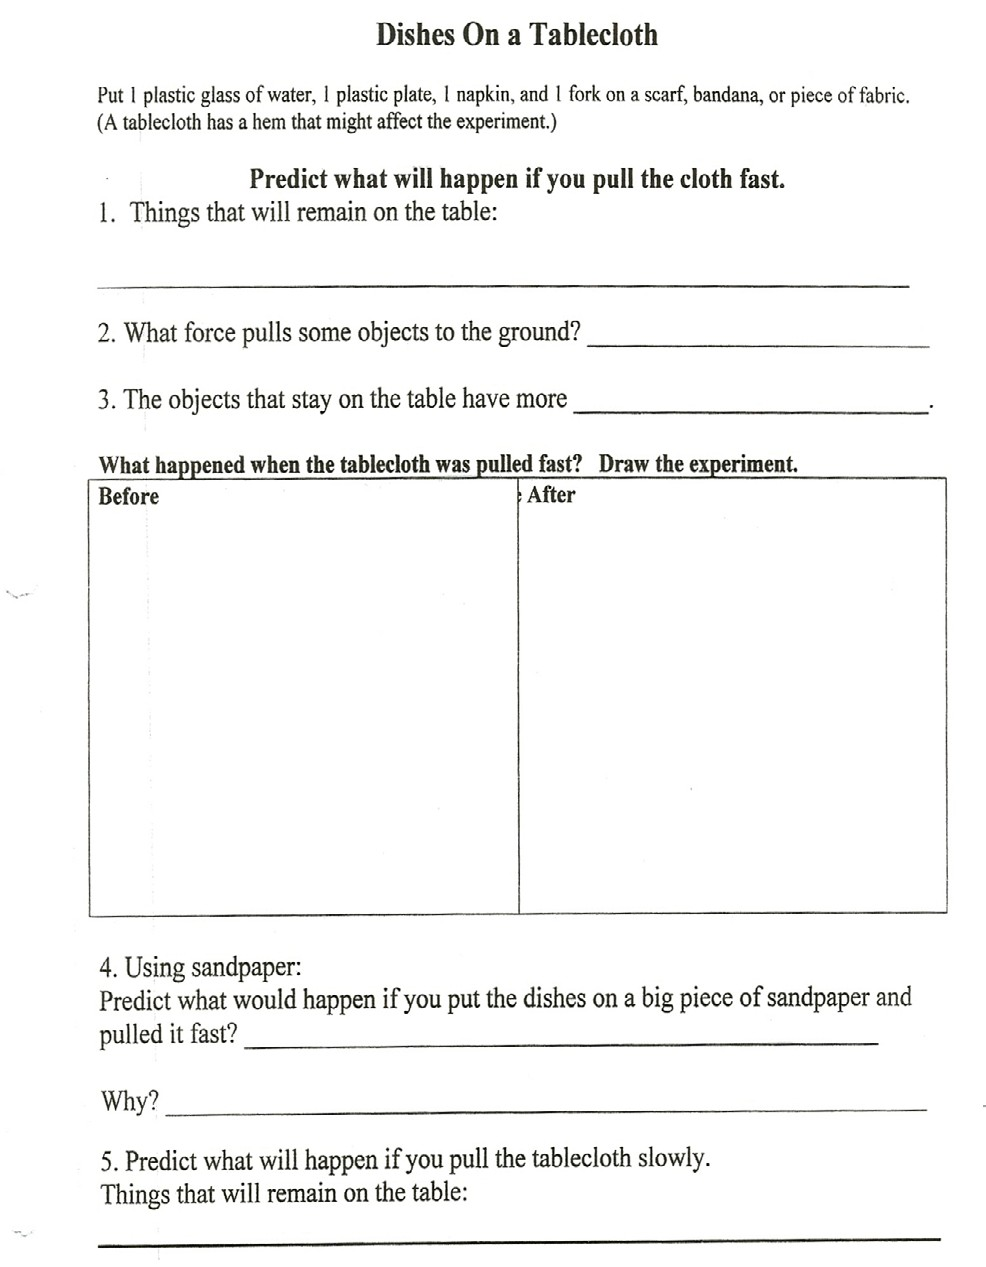 Dishes On a Tablecloth
Put 1 plastic glass of water, 1 plastic plate, 1 napkin, and 1 fork on a scarf, bandana, or piece of fabric.
(A tablecloth has a hem that might affect the experiment.)
Predict what will happen if you pull the cloth fast.
1. Things that will remain on the table:
2. What force pulls some objects to the ground?
3. The objects that stay on the table have more .
What happened when the tablecloth was pulled fast? Draw the experiment.
Before
After
4. Using sandpaper:
Predict what would happen if you put the dishes on a big piece of sandpaper and
pulled it fast?
Why?
5. Predict what will happen if you pull the tablecloth slowly.
Things that will remain on the table: